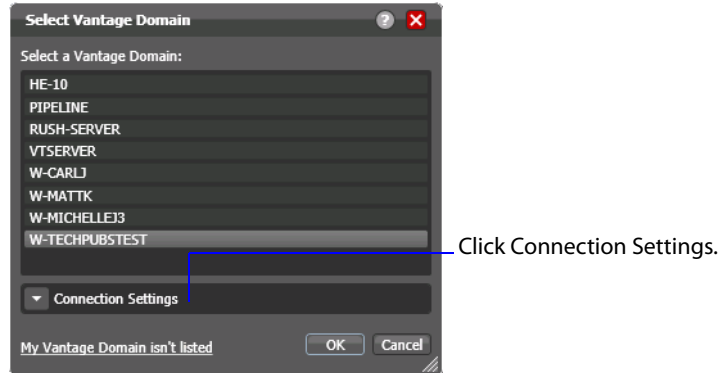 Select Vantage Domain
?
Select a Vantage Domain:
HE-10
PIPELINE
RUSH-SERVER
VTSERVER
W-CARLJ
W-MATTK
W-MICHELLEJ3
W-TECHPUBSTEST
Click Connection Settings.
Connection Settings
My Vantage Domain isn't listed
OK
Cancel